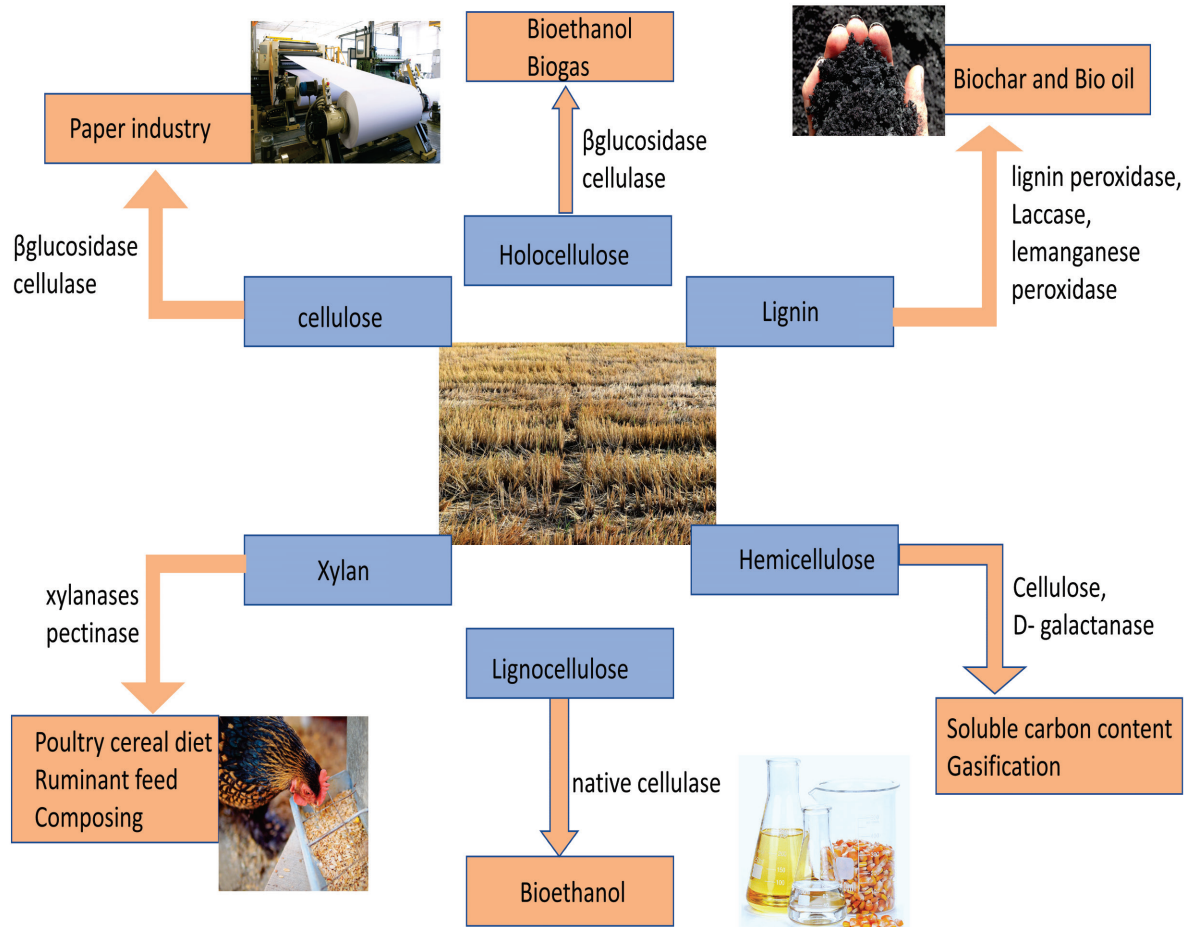 Bioethanol
Biogas
Biochar and Bio oil
Paper industry
βglucosidase
cellulase
lignin peroxidase,
Laccase,
lemanganese
peroxidase
βglucosidase
cellulase
Holocellulose
cellulose
Lignin
Xylan
Hemicellulose
xylanases
pectinase
Cellulose,
D- galactanase
Lignocellulose
Poultry cereal diet
Ruminant feed
Composing
native cellulase
Soluble carbon content
Gasification
Bioethanol